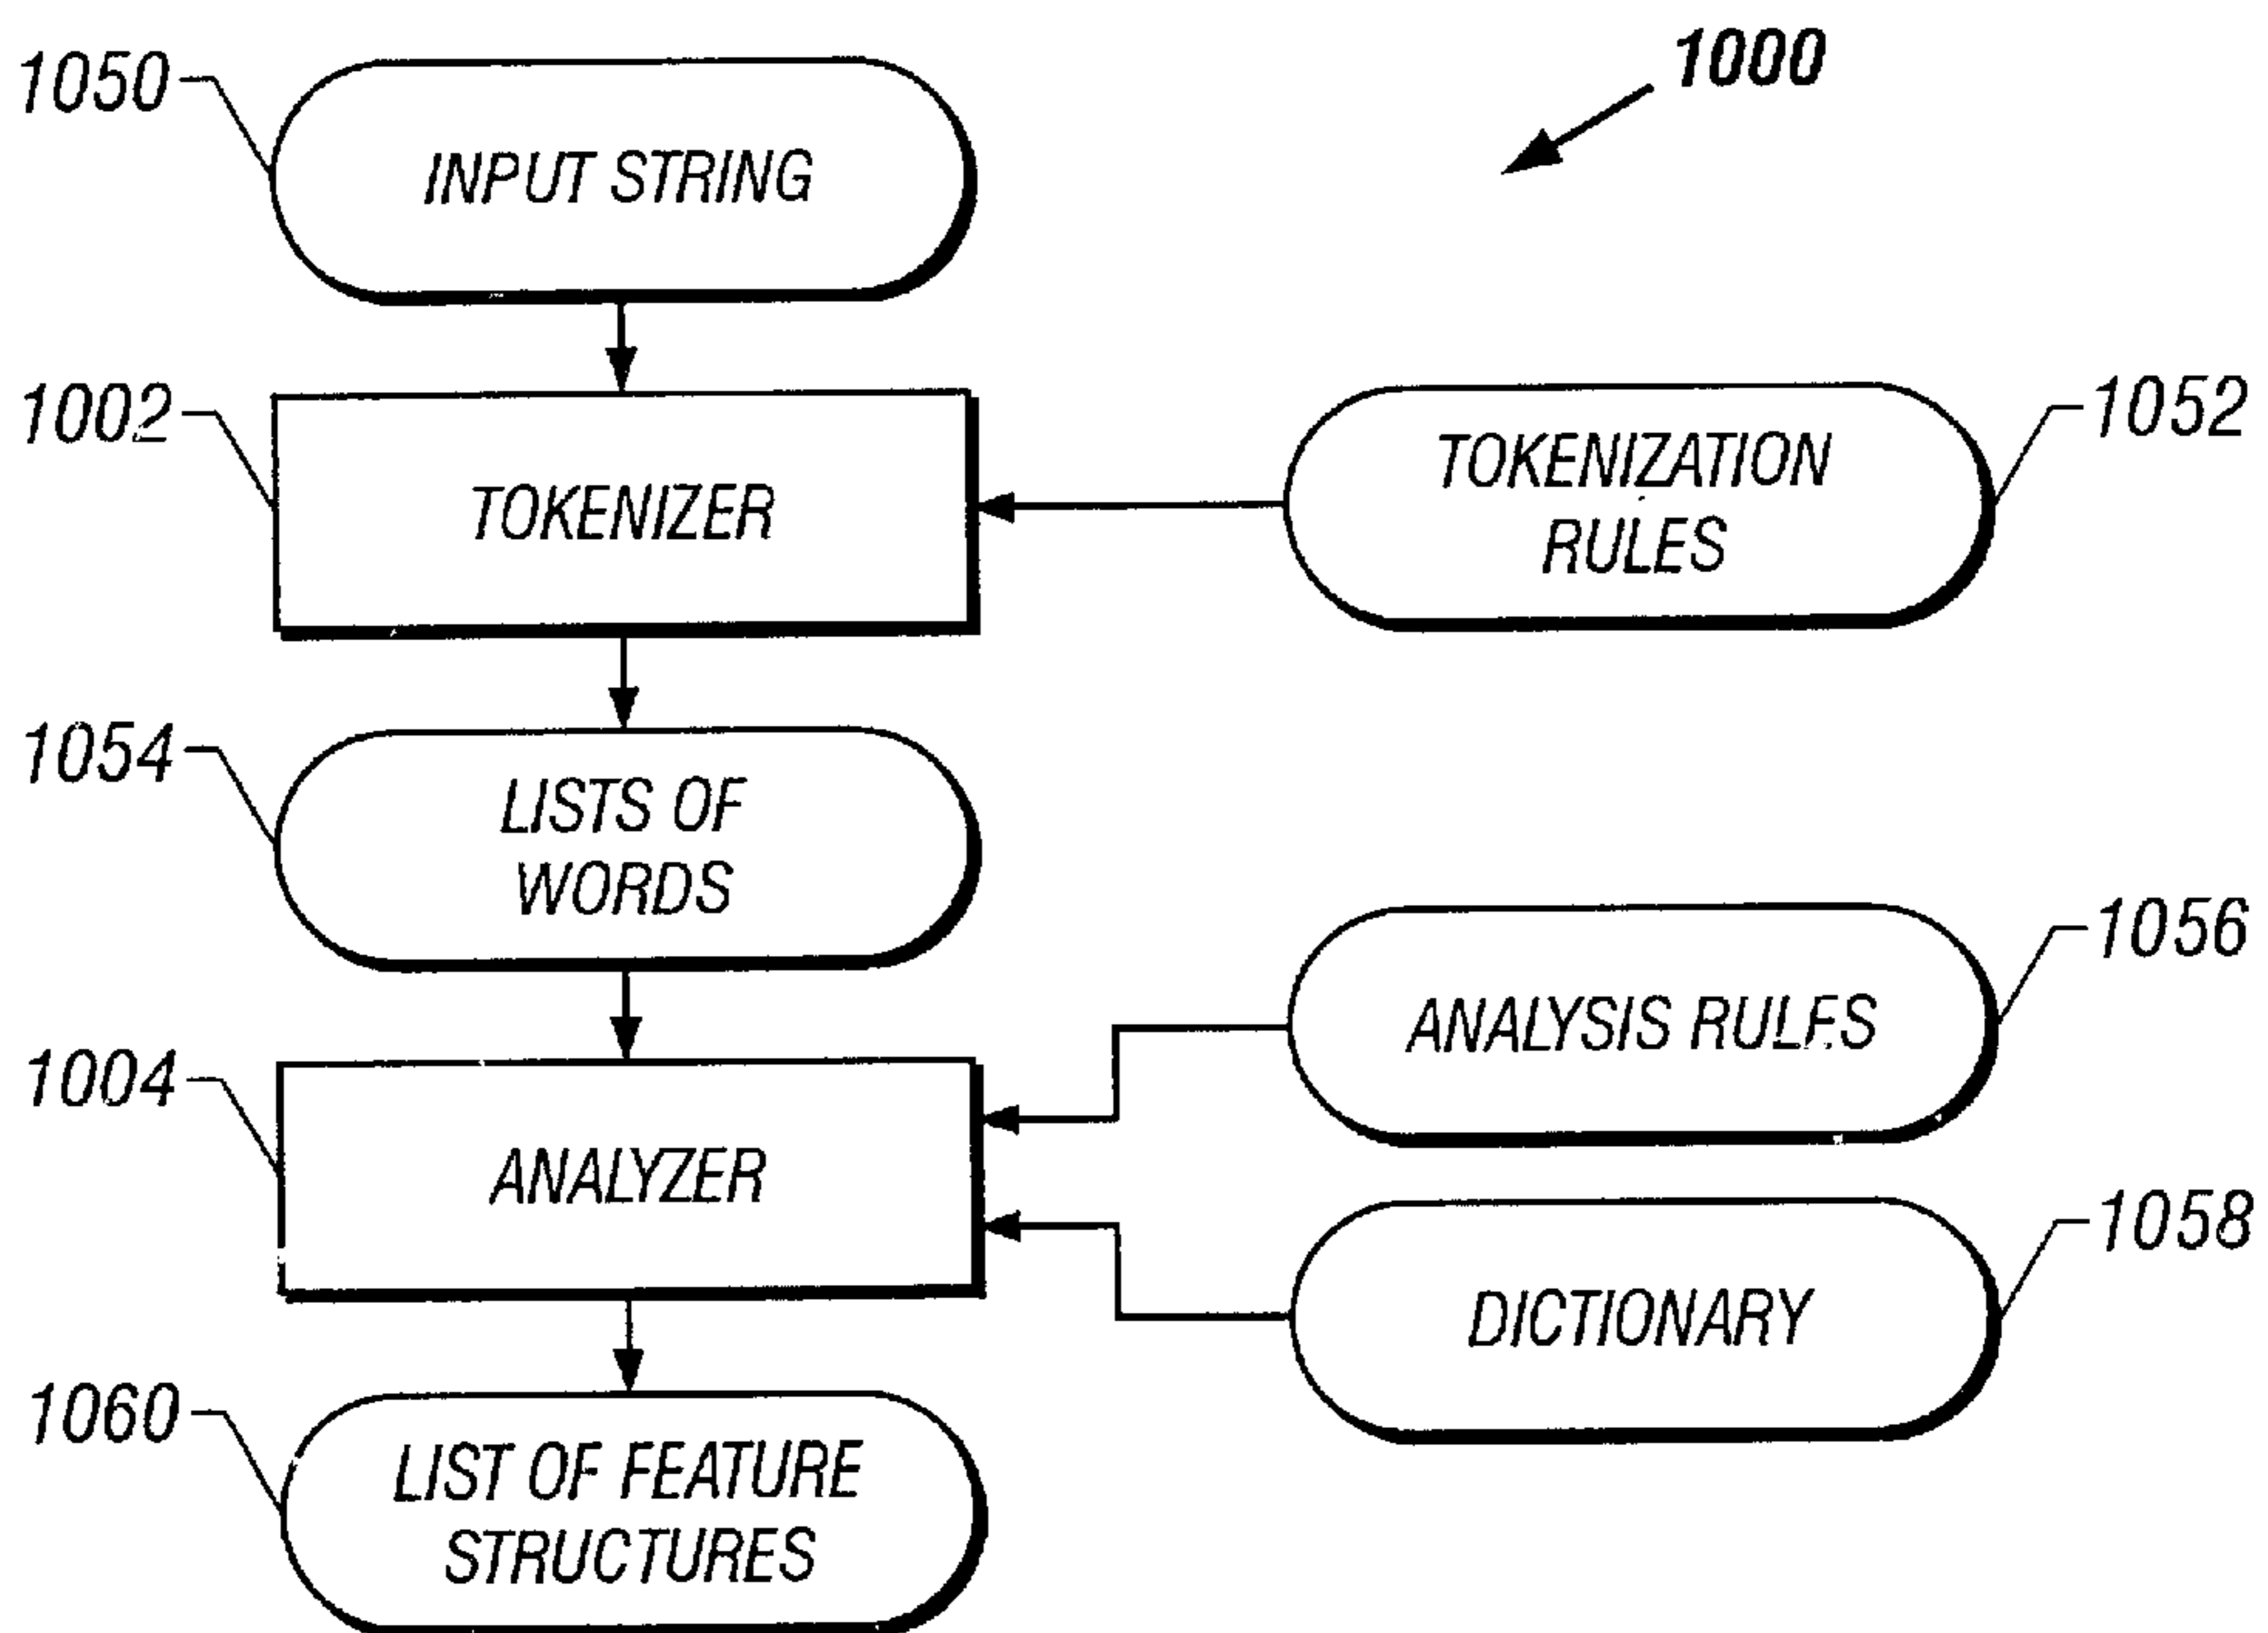 1000
1050
INPUT STRING
1002
TOKENIZER
1052
TOKENIZATION
RULES
1054
LISTS OF
WORDS
1056
ANALYSIS RULES
1004
ANALYZER
1058
DICTIONARY
1060
LIST OF FEATURE
STRUCTURES